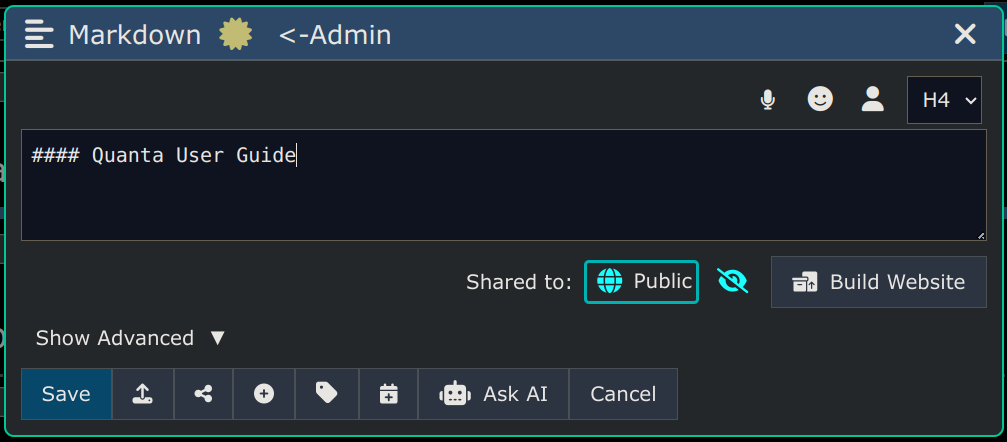 Markdown <-Admin
H4
#### Quanta User Guide
Shared to: Public Build Website
Show Advanced ▼
Save Ask AI Cancel